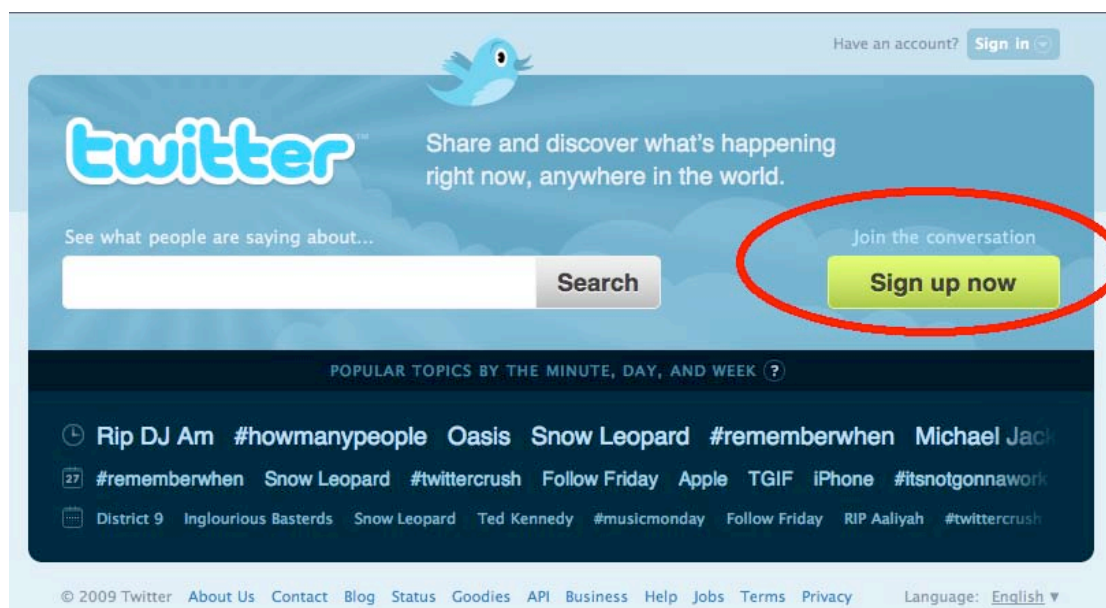 Have an account? Sign in
twitter™
Share and discover what's happening
right now, anywhere in the world.
See what people are saying about...
Search
Join the conversation
Sign up now
POPULAR TOPICS BY THE MINUTE, DAY, AND WEEK ?
Rip DJ Am #howmanypeople Oasis Snow Leopard #rememberwhen Michael Jac
27 #rememberwhen Snow Leopard #twittercrush Follow Friday Apple TGIF iPhone #itsnotgonnawork
District 9 Inglourious Basterds Snow Leopard Ted Kennedy #musicmonday Follow Friday RIP Aaliyah #twittercrush
© 2009 Twitter About Us Contact Blog Status Goodies API Business Help Jobs Terms Privacy Language: English